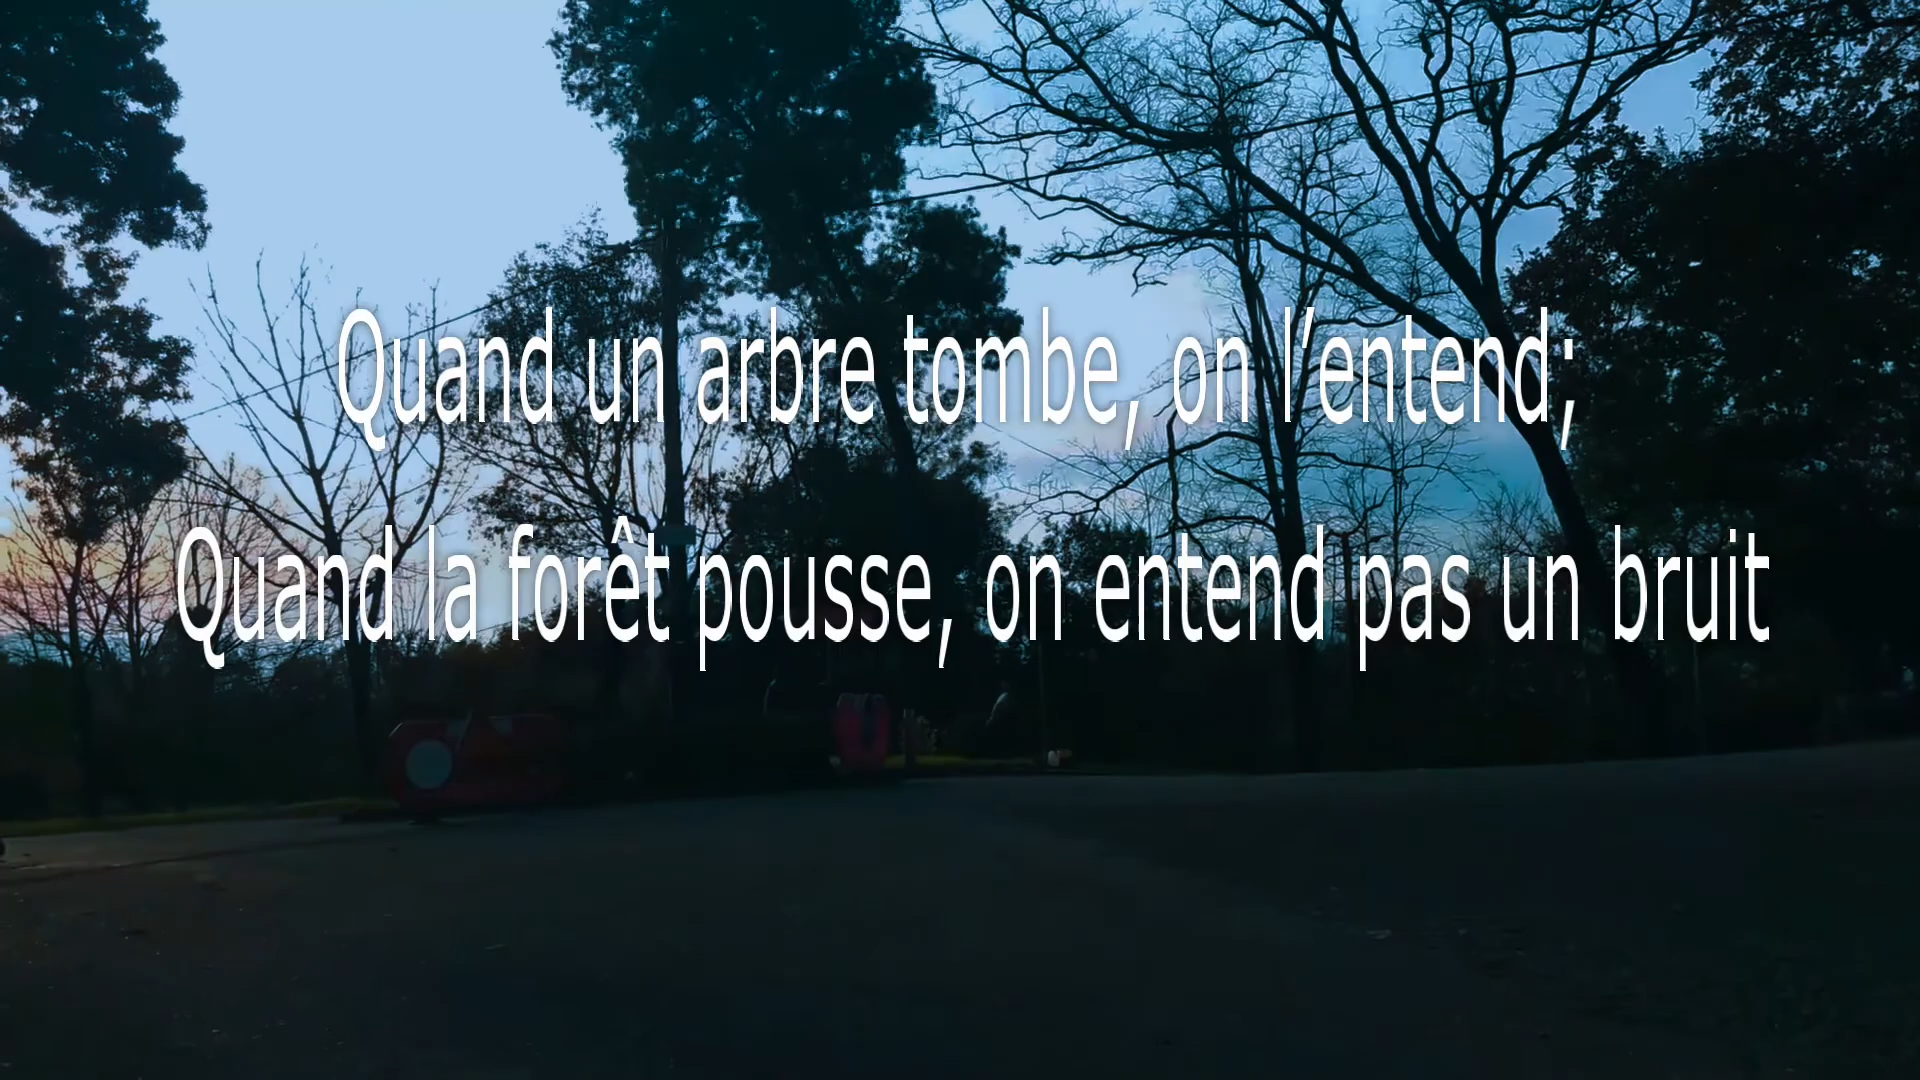 Quand un arbre tombe, on l’entend;
Quand la forêt pousse, on entend pas un bruit